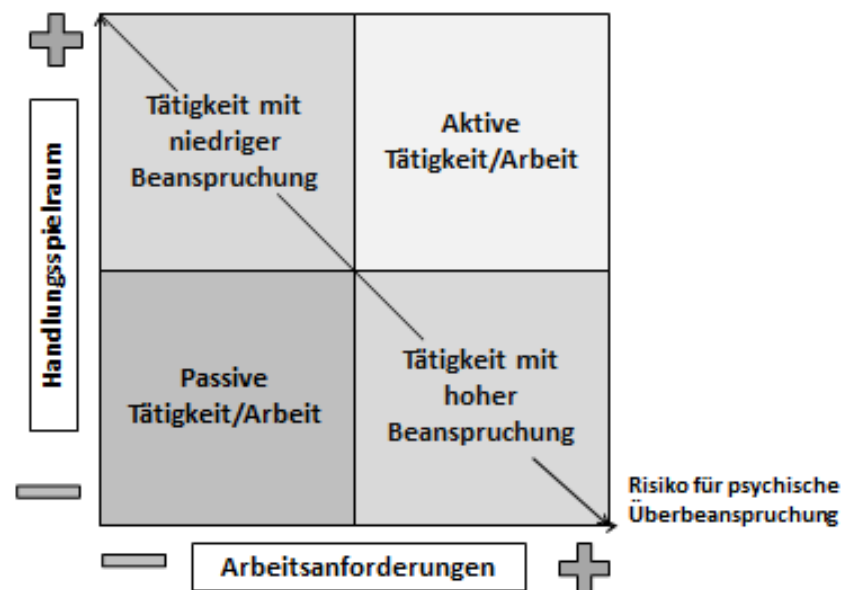 Handlungsspielraum
Tätigkeit mit
niedriger
Beanspruchung
Aktive
Tätigkeit/Arbeit
Passive
Tätigkeit/Arbeit
Tätigkeit mit
hoher
Beanspruchung
Risiko für psychische
Überbeanspruchung
Arbeitsanforderungen